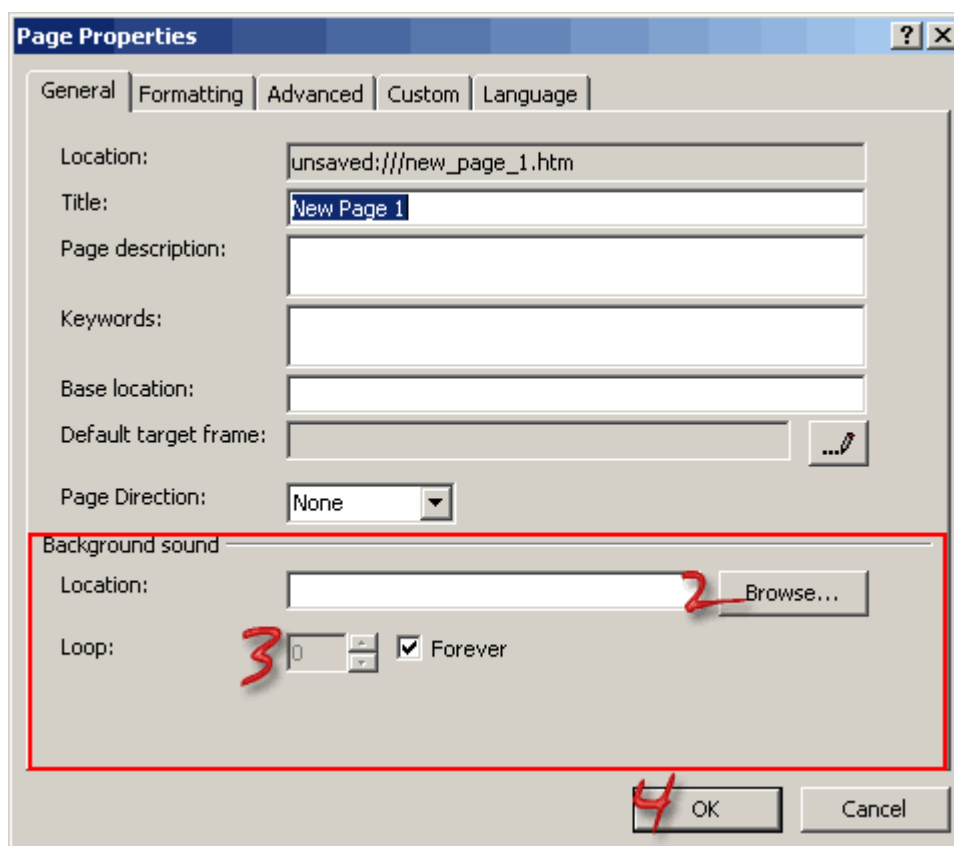 Page Properties
General Formatting Advanced Custom Language
Location: unsaved:///new_page_1.htm
Title: New Page 1
Page description:
Keywords:
Base location:
Default target frame: ...
Page Direction: None
Background sound
Location: 2 Browse...
Loop: 3 0 Forever
4 OK Cancel